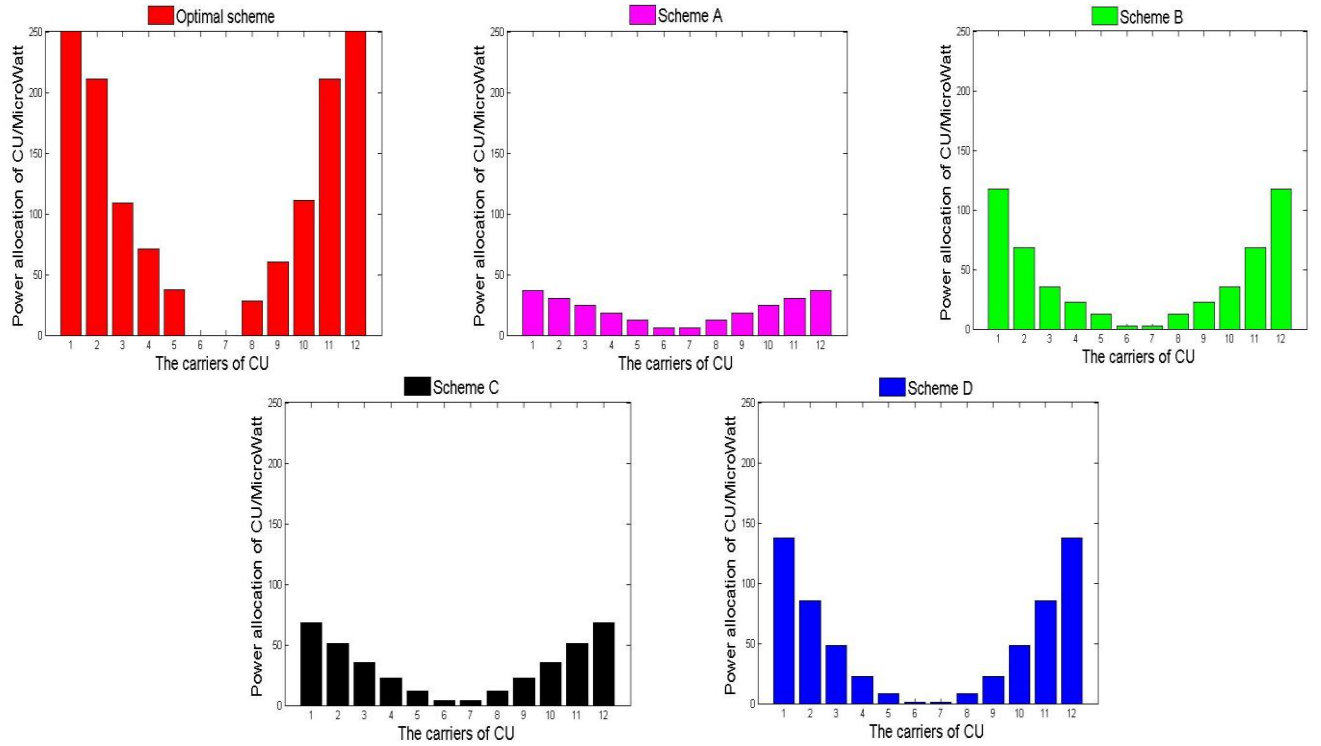 Optimal scheme
Power allocation of CU/MicroWatt
250
200
150
100
50
0
1 2 3 4 5 6 7 8 9 10 11 12
The carriers of CU
Scheme A
Power allocation of CU/MicroWatt
250
200
150
100
50
0
1 2 3 4 5 6 7 8 9 10 11 12
The carriers of CU
Scheme B
Power allocation of CU/MicroWatt
250
200
150
100
50
0
1 2 3 4 5 6 7 8 9 10 11 12
The carriers of CU
Scheme C
Power allocation of CU/MicroWatt
250
200
150
100
50
0
1 2 3 4 5 6 7 8 9 10 11 12
The carriers of CU
Scheme D
Power allocation of CU/MicroWatt
250
200
150
100
50
0
1 2 3 4 5 6 7 8 9 10 11 12
The carriers of CU